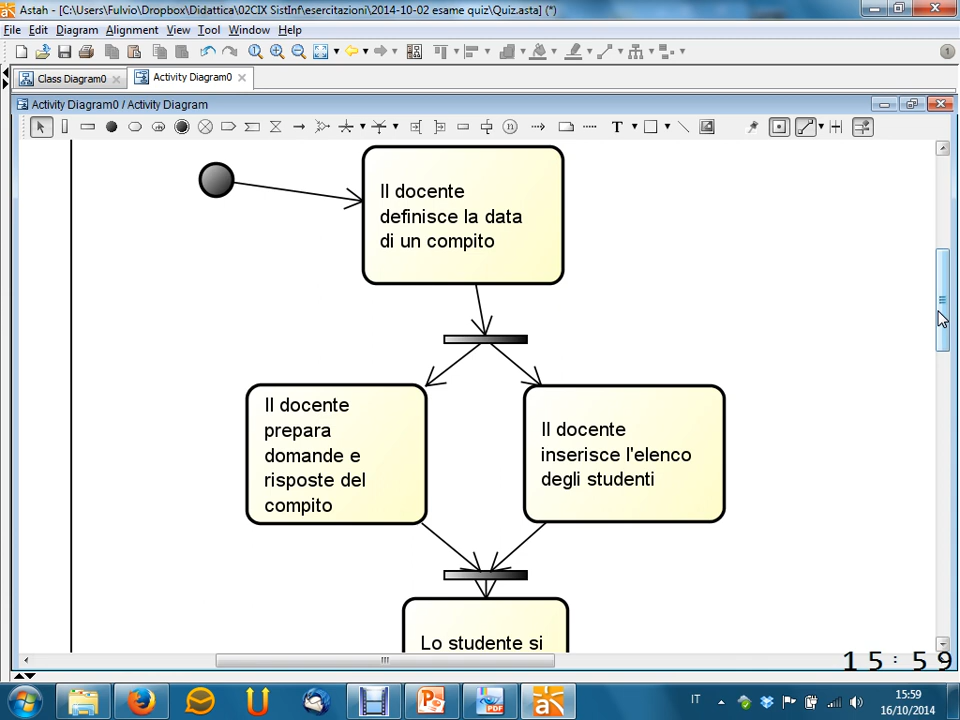 Astah - [C:\Users\Fulvio\Dropbox\Didattica\02CIX SistInf\esercitazioni\2014-10-02 esame quiz\Quiz.asta] (*)
File Edit Diagram Alignment View Tool Window Help
1
Class Diagram0 Activity Diagram0
Activity Diagram0 / Activity Diagram
n T
Il docente
definisce la data
di un compito
Il docente
prepara
domande e
risposte del
compito
Il docente
inserisce l'elenco
degli studenti
Lo studente si
15:59
IT
15:59
16/10/2014